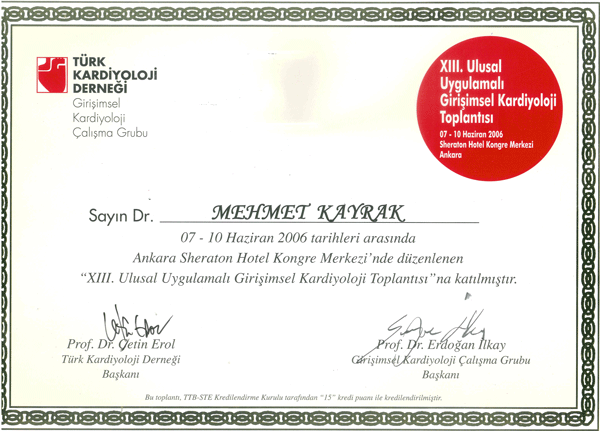 TÜRK
KARDİYOLOJİ
DERNEĞİ
Girişimsel
Kardiyoloji
Çalışma Grubu
XIII. Ulusal
Uygulamalı
Girişimsel Kardiyoloji
Toplantısı
07 - 10 Haziran 2006
Sheraton Hotel Kongre Merkezi
Ankara
Sayın Dr. MEHMET KAYRAK
07 - 10 Haziran 2006 tarihleri arasında
Ankara Sheraton Hotel Kongre Merkezi'nde düzenlenen
"XIII. Ulusal Uygulamalı Girişimsel Kardiyoloji Toplantısı"na katılmıştır.
Prof. Dr. Çetin Erol
Türk Kardiyoloji Derneği
Başkanı
Prof. Dr. Erdoğan İlkay
Girişimsel Kardiyoloji Çalışma Grubu
Başkanı
Bu toplantı, TTB-STE Kredilendirme Kurulu tarafından "15" kredi puanı ile kredilendirilmiştir.